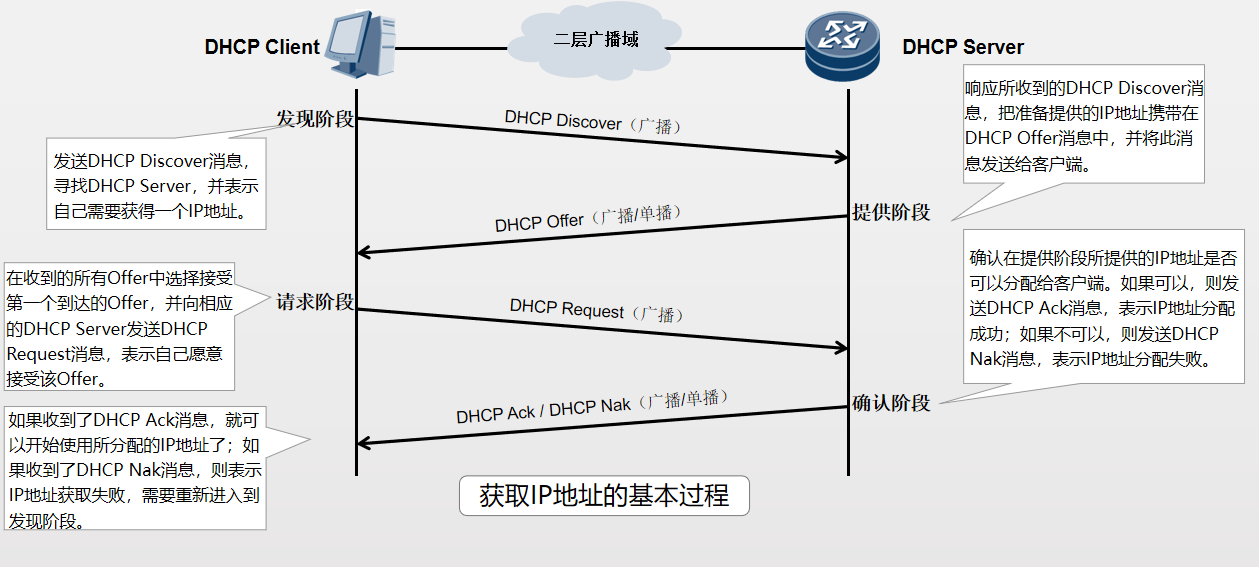 DHCP Client
二层广播域
DHCP Server
响应所收到的DHCP Discover消
息，把准备提供的IP地址携带在
DHCP Offer消息中，并将此消
息发送给客户端。
发现阶段
DHCP Discover（广播）
发送DHCP Discover消息，
寻找DHCP Server，并表示
自己需要获得一个IP地址。
DHCP Offer（广播/单播）
提供阶段
确认在提供阶段所提供的IP地址是否
可以分配给客户端。如果可以，则发
送DHCP Ack消息，表示IP地址分配
成功；如果不可以，则发送DHCP
Nak消息，表示IP地址分配失败。
在收到的所有Offer中选择接受
第一个到达的Offer，并向相应
的DHCP Server发送DHCP
Request消息，表示自己愿意
接受该Offer。
请求阶段
DHCP Request（广播）
DHCP Ack / DHCP Nak（广播/单播）
确认阶段
如果收到了DHCP Ack消息，就可
以开始使用所分配的IP地址了；如
果收到了DHCP Nak消息，则表示
IP地址获取失败，需要重新进入到
发现阶段。
获取IP地址的基本过程